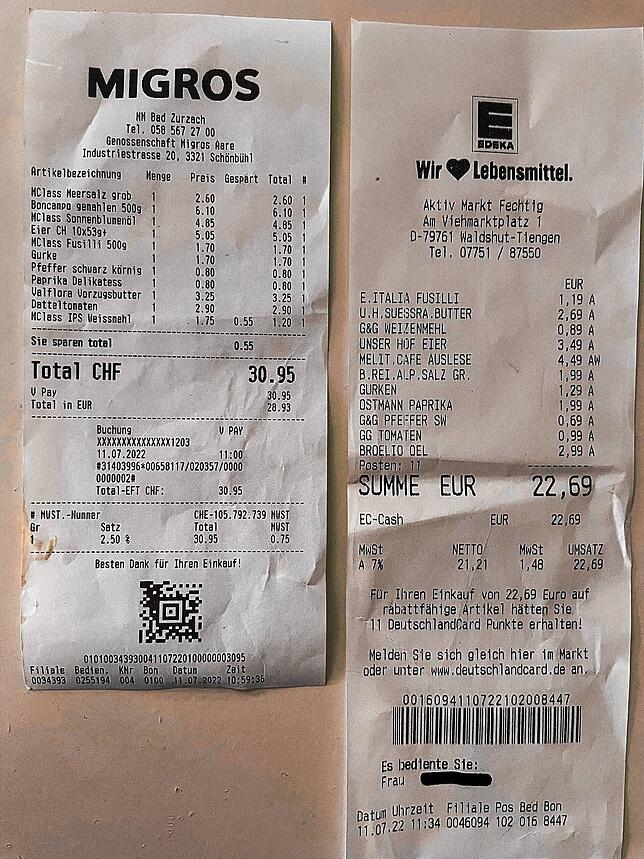 MIGROS
MM Bad Zurzach
Tel. 058 567 27 00
Genossenschaft Migros Aare
Industriestrasse 20, 3321 Schönbühl
Artikelbezeichnung Menge Preis Gespart Total #
MClass Meersalz grob 1 2.60 2.60 1
Boncampo gemahlen 500g 1 6.10 6.10 1
MClass Sonnenblumenöl 1 4.85 4.85 1
Eier CH 10x53g+ 1 5.05 5.05 1
MClass Fusilli 500g 1 1.70 1.70 1
Gurke 1 1.70 1.70 1
Pfeffer schwarz körnig 1 0.80 0.80 1
Paprika Delikatess 1 0.80 0.80 1
Valflora Vorzugsbutter 1 3.25 3.25 1
Datteltomaten 1 2.90 2.90 1
MClass IPS Weissmehl 1 1.75 0.55 1.20 1
Sie sparen total 0.55
Total CHF 30.95
V Pay 30.95
Total in EUR 28.93
Buchung V PAY
XXXXXXXXXXXXXXX1203
11.07.2022 11:00
#31403996*00658117/020357/0000
0000002#
Total-EFT CHF: 30.95
# MWST.-Nummer CHE-105.792.739 MWST
Gr Satz Total MWST
1 2.50 % 30.95 0.75
Besten Dank für Ihren Einkauf!
01010034393004110722010000003095
Filiale Bedien. KNr Bon Datum Zeit
0034393 0255194 004 0100 11.07.2022 10:59:36
E
EDEKA
Wir ♥ Lebensmittel.
Aktiv Markt Fechtig
Am Viehmarktplatz 1
D-79761 Waldshut-Tiengen
Tel. 07751 / 87550
EUR
E.ITALIA FUSILLI 1,19 A
U.H.SUESSRA.BUTTER 2,69 A
G&G WEIZENMEHL 0,89 A
UNSER HOF EIER 3,49 A
MELIT.CAFE AUSLESE 4,49 AW
B.REI.ALP.SALZ GR. 1,99 A
GURKEN 1,29 A
OSTMANN PAPRIKA 1,99 A
G&G PFEFFER SW 0,69 A
GG TOMATEN 0,99 A
BROELIO OEL 2,99 A
Posten: 11
SUMME EUR 22,69
EC-Cash EUR 22,69
MwSt NETTO MwSt UMSATZ
A 7% 21,21 1,48 22,69
Für Ihren Einkauf von 22,69 Euro auf
rabattfähige Artikel hätten Sie
11 DeutschlandCard Punkte erhalten!
Melden Sie sich gleich hier im Markt
oder unter www.deutschlandcard.de an.
0016094110722102008447
Es bediente Sie:
Frau
Datum Uhrzeit Filiale Pos Bed Bon
11.07.22 11:34 0046094 102 016 8447